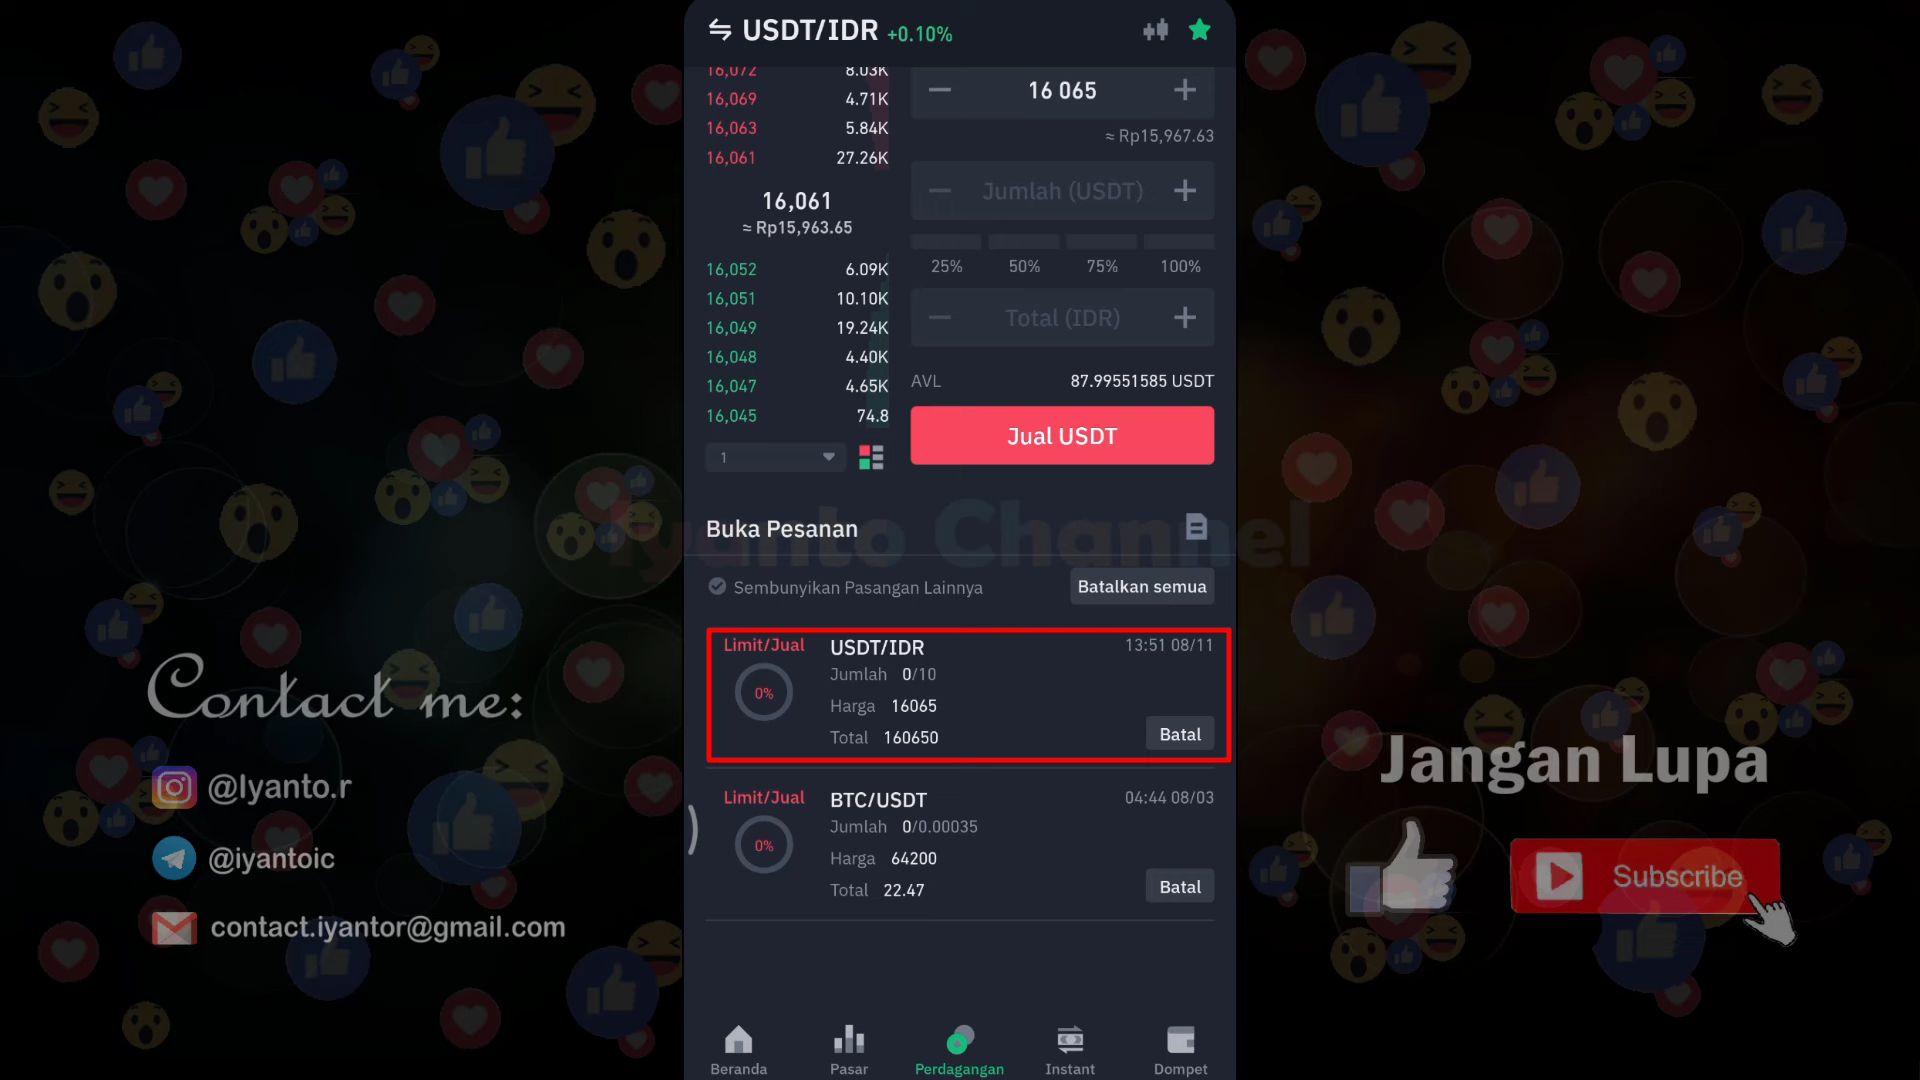 USDT/IDR +0.10%
16,072 8.03K
16,069 4.71K
16,063 5.84K
16,061 27.26K
16,061
≈ Rp15,963.65
16,052 6.09K
16,051 10.10K
16,049 19.24K
16,048 4.40K
16,047 4.65K
16,045 74.8
1
16 065
≈ Rp15,967.63
Jumlah (USDT)
25% 50% 75% 100%
Total (IDR)
AVL 87.99551585 USDT
Jual USDT
Iyanto Channel
Buka Pesanan
Sembunyikan Pasangan Lainnya
Batalkan semua
Limit/Jual USDT/IDR 13:51 08/11
Jumlah 0/10
0%
Harga 16065
Total 160650
Batal
Limit/Jual BTC/USDT 04:44 08/03
Jumlah 0/0.00035
0%
Harga 64200
Total 22.47
Batal
Beranda Pasar Perdagangan Instant Dompet
Contact me:
@Iyanto.r
@iyantoic
contact.iyantor@gmail.com
Jangan Lupa
Subscribe